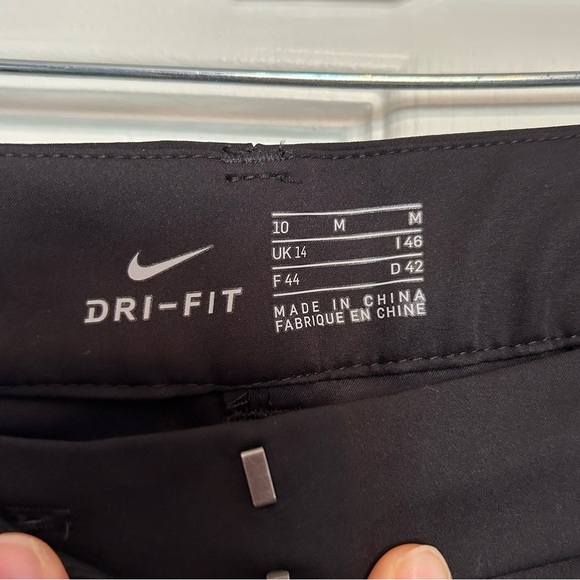 DRI-FIT
10 M M
UK 14 I 46
F 44 D 42
MADE IN CHINA
FABRIQUE EN CHINE